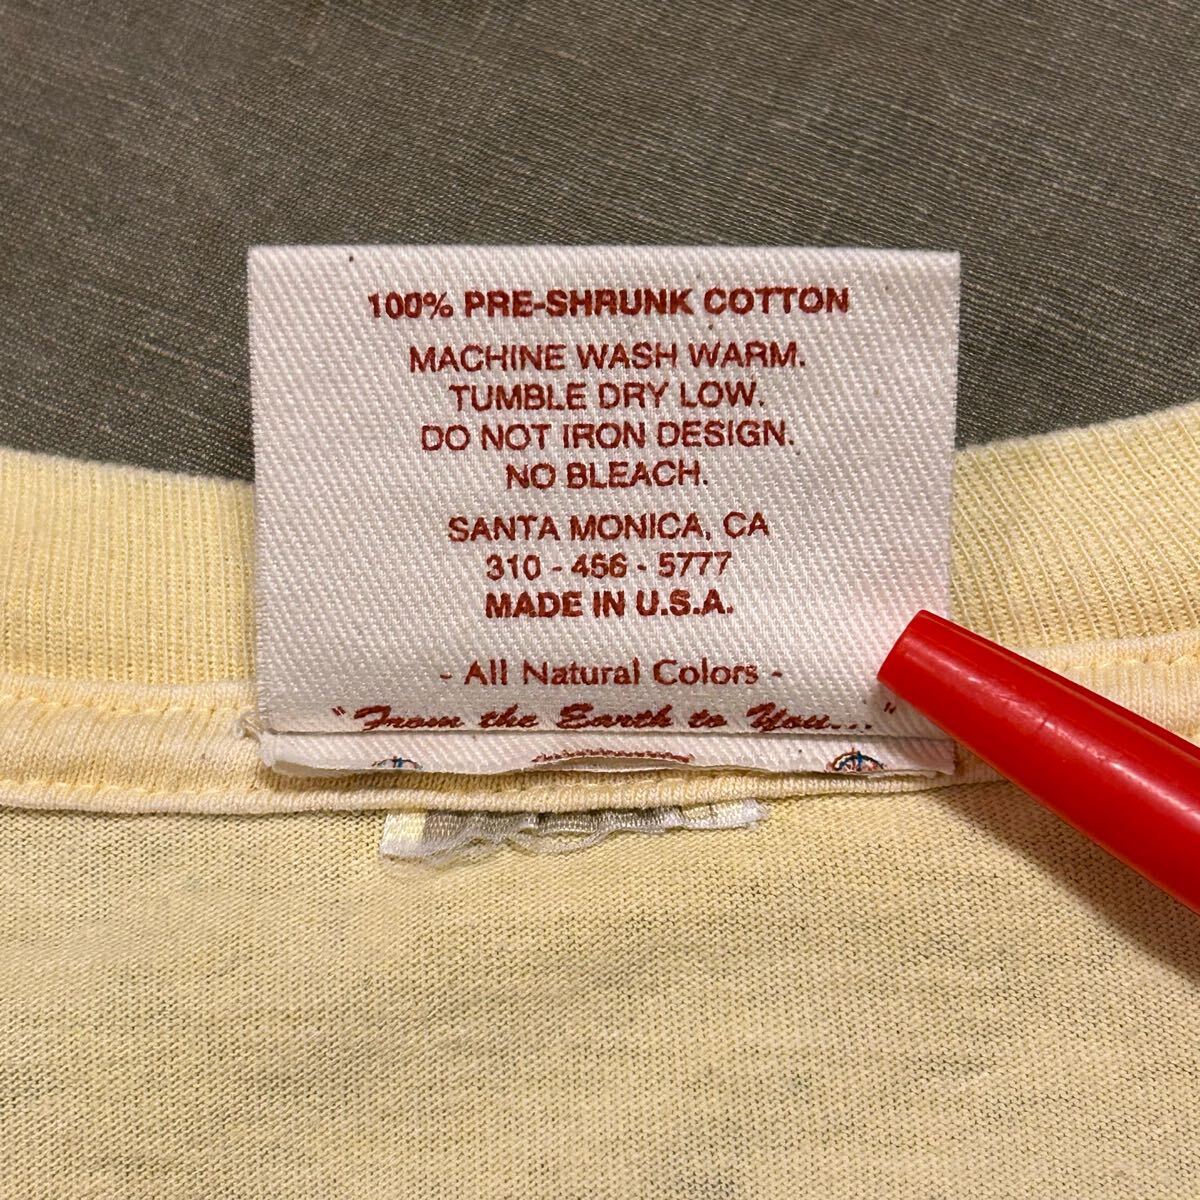 100% PRE-SHRUNK COTTON
MACHINE WASH WARM.
TUMBLE DRY LOW.
DO NOT IRON DESIGN.
NO BLEACH.
SANTA MONICA, CA
310 - 456 - 5777
MADE IN U.S.A.
- All Natural Colors -
"From the Earth to You..."